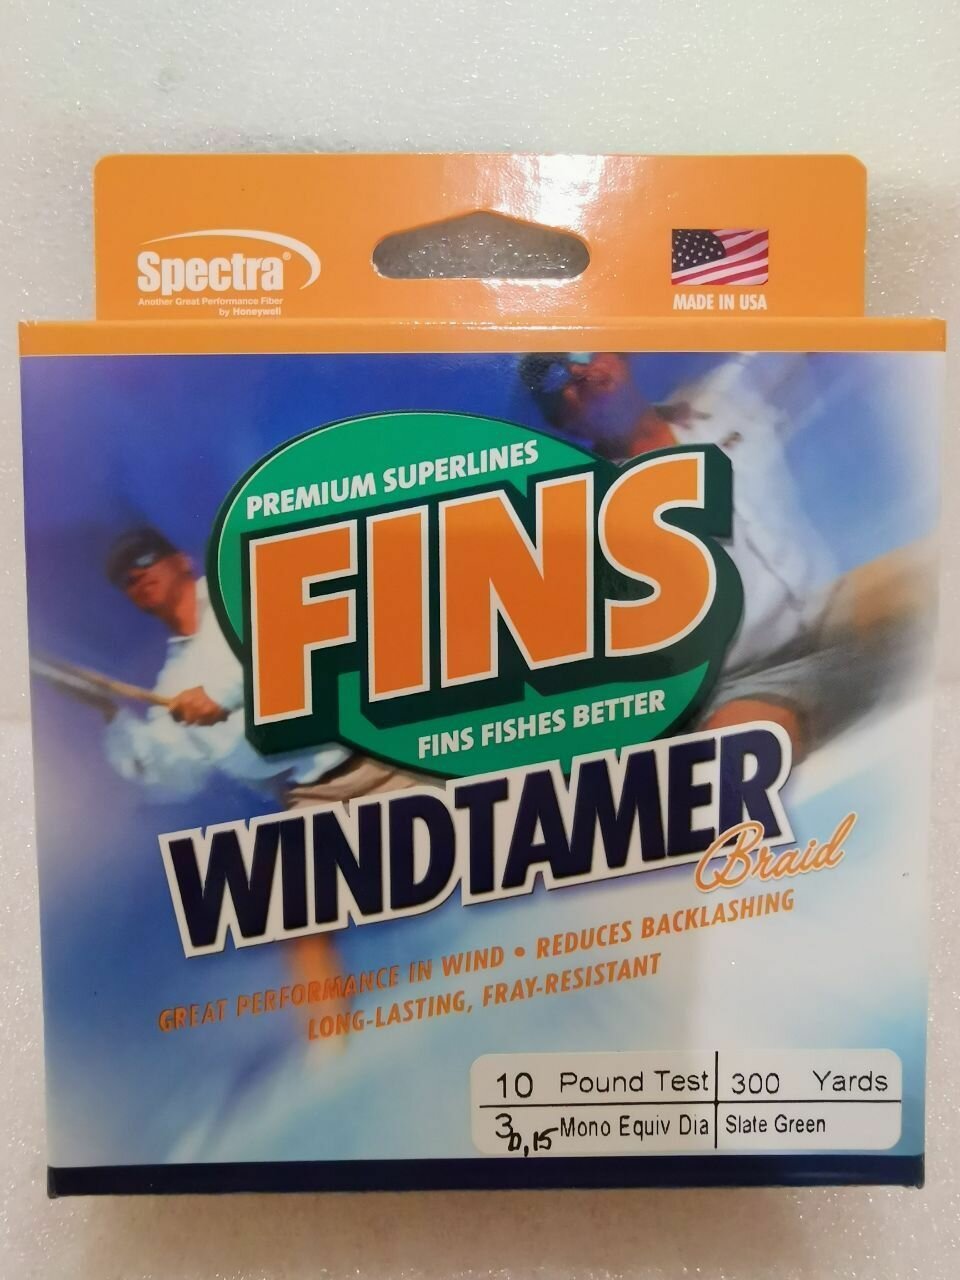 Spectra®
Another Great Performance Fiber
by Honeywell
MADE IN USA
PREMIUM SUPERLINES
FINS
FINS FISHES BETTER
WINDTAMER
Braid
GREAT PERFORMANCE IN WIND • REDUCES BACKLASHING
LONG-LASTING, FRAY-RESISTANT
10 Pound Test 300 Yards
3 0,15 Mono Equiv Dia Slate Green